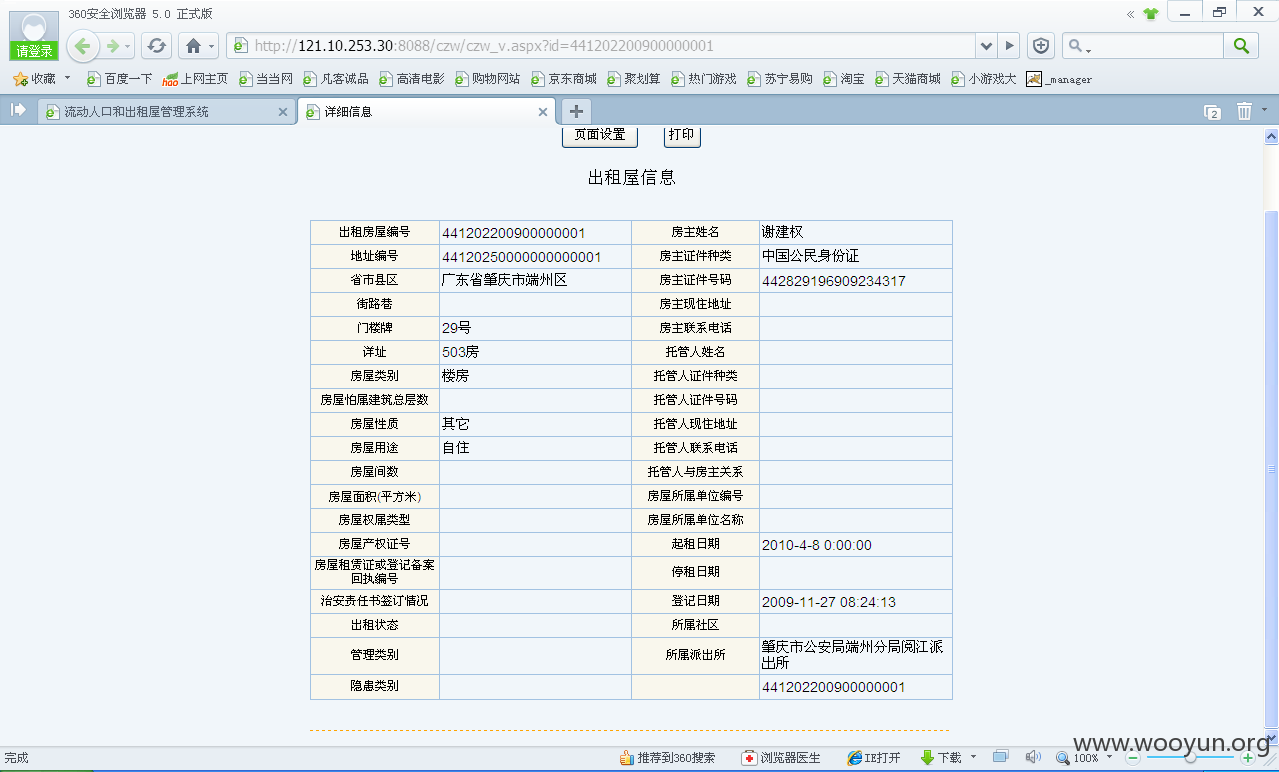 360安全浏览器 5.0 正式版
请登录
http://121.10.253.30:8088/czw/czw_v.aspx?id=441202200900000001
收藏 百度一下 上网主页 当当网 凡客诚品 高清电影 购物网站 京东商城 聚划算 热门游戏 苏宁易购 淘宝 天猫商城 小游戏大 _manager
流动人口和出租屋管理系统 详细信息 2
页面设置 打印
出租屋信息
出租房屋编号 441202200900000001 房主姓名 谢建权
地址编号 44120250000000000001 房主证件种类 中国公民身份证
省市县区 广东省肇庆市端州区 房主证件号码 442829196909234317
街路巷 房主现住地址
门楼牌 29号 房主联系电话
详址 503房 托管人姓名
房屋类别 楼房 托管人证件种类
房屋怕属建筑总层数 托管人证件号码
房屋性质 其它 托管人现住地址
房屋用途 自住 托管人联系电话
房屋间数 托管人与房主关系
房屋面积(平方米) 房屋所属单位编号
房屋权属类型 房屋所属单位名称
房屋产权证号 起租日期 2010-4-8 0:00:00
房屋租赁证或登记备案
回执编号 停租日期
治安责任书签订情况 登记日期 2009-11-27 08:24:13
出租状态 所属社区
管理类别 所属派出所 肇庆市公安局端州分局阅江派
出所
隐患类别 441202200900000001
www.wooyun.org
完成 推荐到360搜索 浏览器医生 IE打开 下载 100%